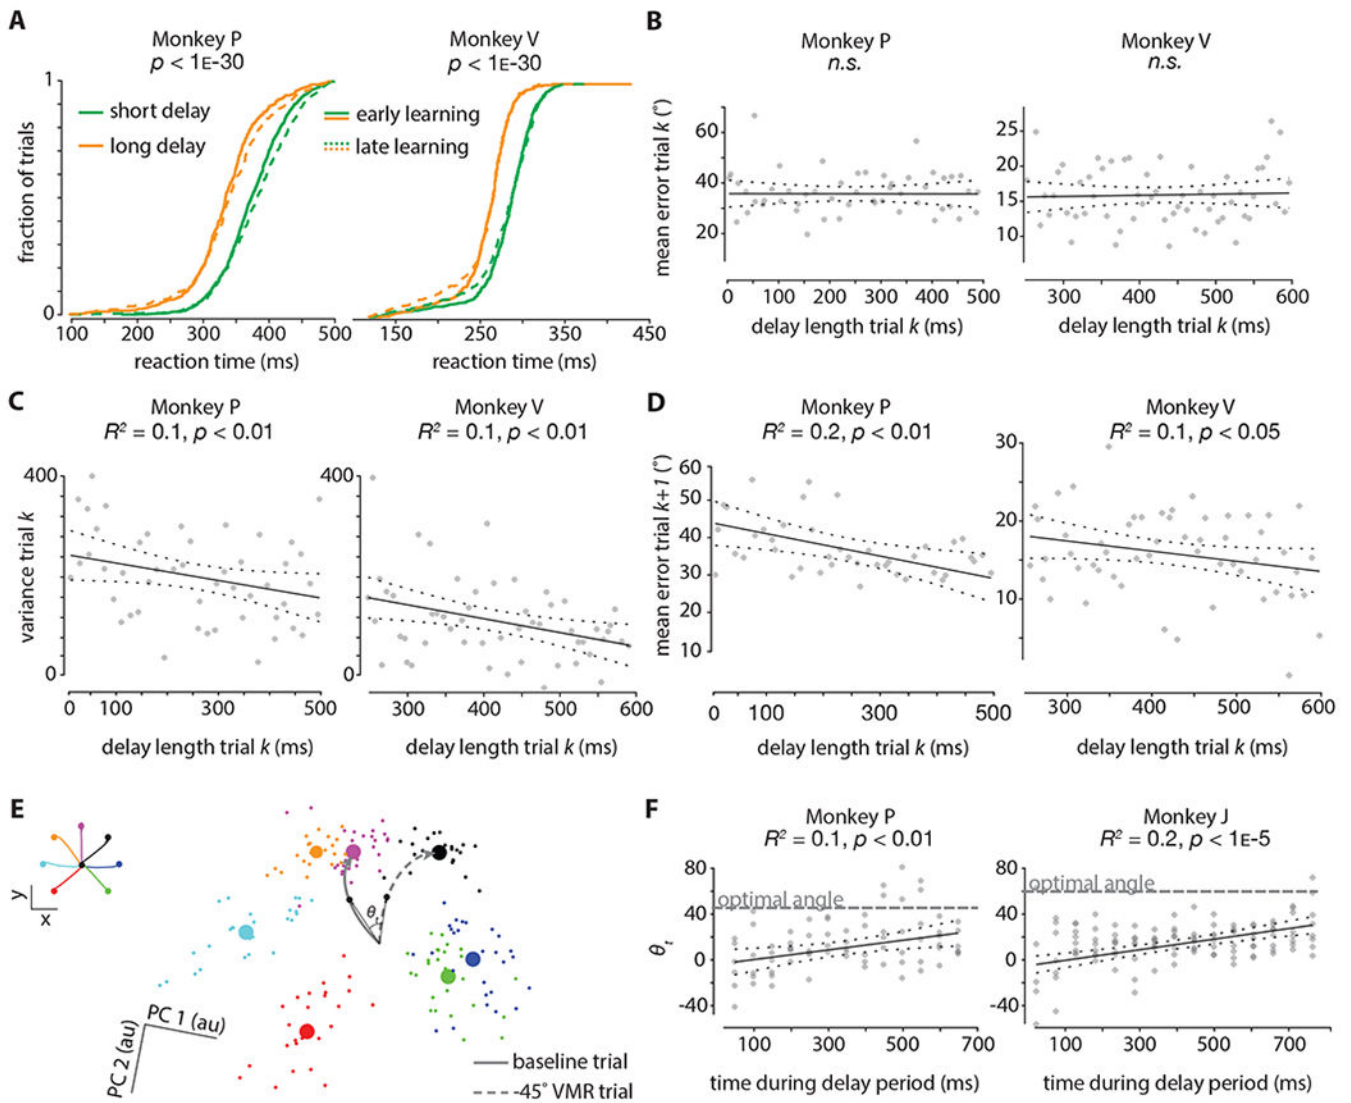 A
Monkey P
p < 1E-30
Monkey V
p < 1E-30
short delay
long delay
early learning
late learning
fraction of trials
1
0
100 200 300 400 500
reaction time (ms)
150 250 350 450
reaction time (ms)
B
Monkey P
n.s.
Monkey V
n.s.
mean error trial k (°)
60
40
20
0 100 200 300 400 500
delay length trial k (ms)
25
20
15
10
300 400 500 600
delay length trial k (ms)
C
Monkey P
R² = 0.1, p < 0.01
Monkey V
R² = 0.1, p < 0.01
variance trial k
400
0
0 100 300 500
delay length trial k (ms)
400
0
300 400 500 600
delay length trial k (ms)
D
Monkey P
R² = 0.2, p < 0.01
Monkey V
R² = 0.1, p < 0.05
mean error trial k+1 (°)
60
50
40
30
20
10
0 100 300 500
delay length trial k (ms)
30
20
10
300 400 500 600
delay length trial k (ms)
E
y
x
θt
PC 1 (au)
PC 2 (au)
baseline trial
-45° VMR trial
F
Monkey P
R² = 0.1, p < 0.01
Monkey J
R² = 0.2, p < 1E-5
θt
80
40
0
-40
optimal angle
100 300 500 700
time during delay period (ms)
80
40
0
-40
optimal angle
100 300 500 700
time during delay period (ms)